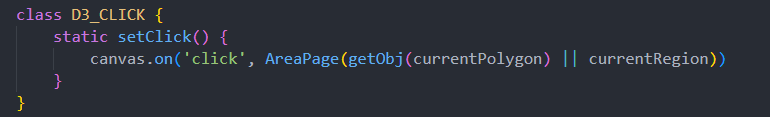 class D3_CLICK {
    static setClick() {
        canvas.on('click', AreaPage(getObj(currentPolygon) || currentRegion))
    }
}